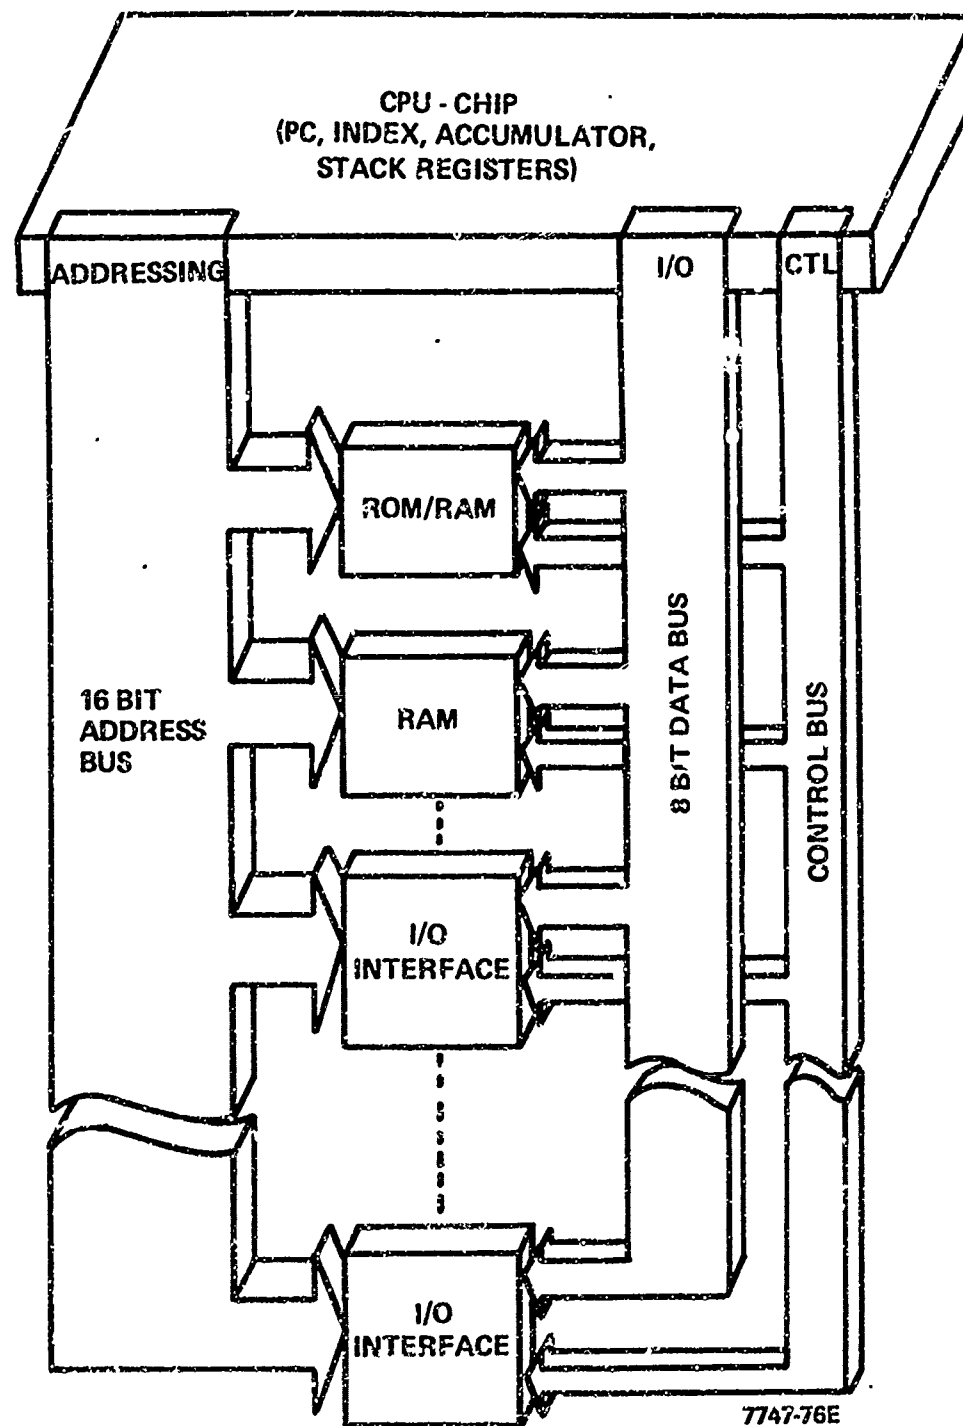 CPU - CHIP
(PC, INDEX, ACCUMULATOR,
STACK REGISTERS)
ADDRESSING
I/O
CTL
ROM/RAM
16 BIT
ADDRESS
BUS
RAM
8 BIT DATA BUS
CONTROL BUS
I/O
INTERFACE
I/O
INTERFACE
7747-76E